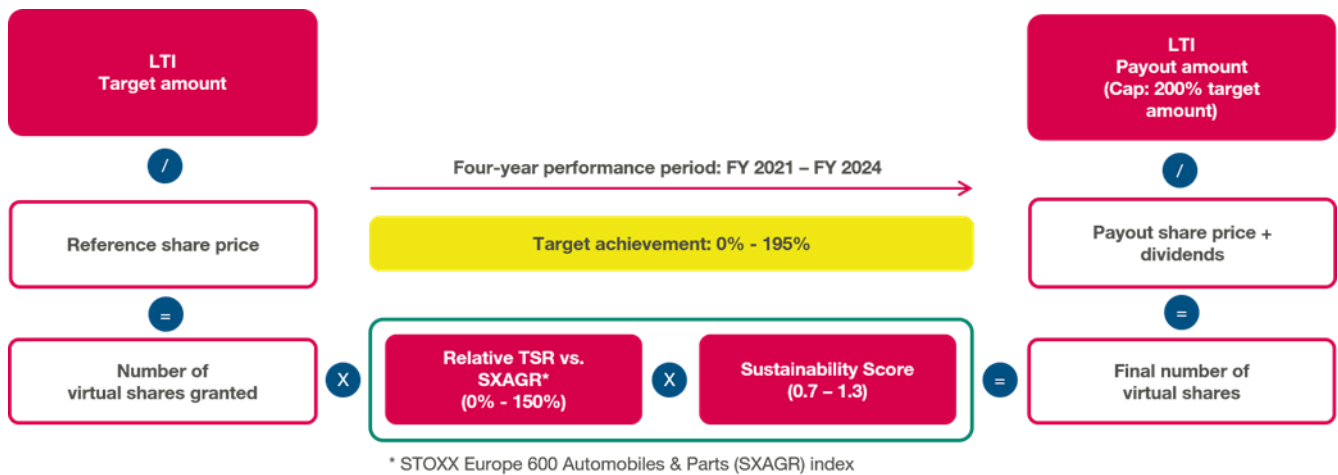 LTI
Target amount
/
Reference share price
=
Number of
virtual shares granted
X
Four-year performance period: FY 2021 – FY 2024
Target achievement: 0% - 195%
Relative TSR vs.
SXAGR*
(0% - 150%)
X
Sustainability Score
(0.7 – 1.3)
=
LTI
Payout amount
(Cap: 200% target
amount)
/
Payout share price +
dividends
=
Final number of
virtual shares
* STOXX Europe 600 Automobiles & Parts (SXAGR) index